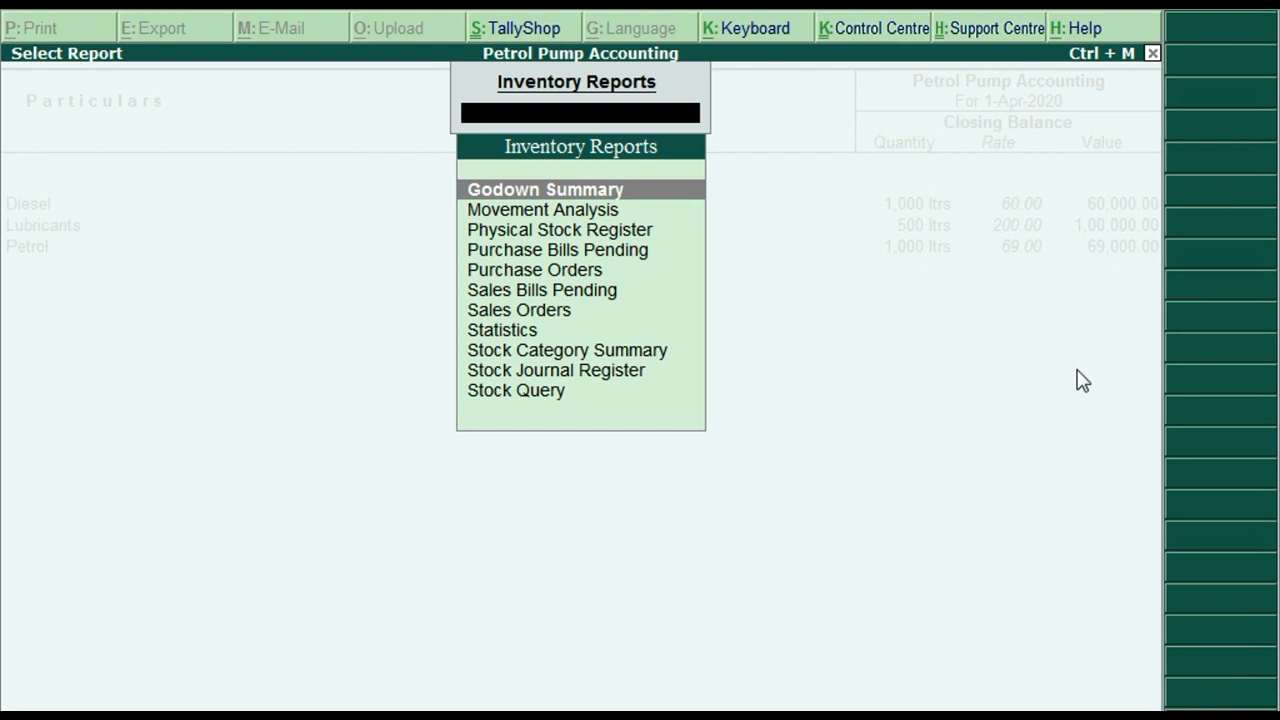 P: Print E: Export M: E-Mail O: Upload S: TallyShop G: Language K: Keyboard K: Control Centre H: Support Centre H: Help
Select Report Petrol Pump Accounting Ctrl + M
Inventory Reports
Inventory Reports
Godown Summary
Movement Analysis
Physical Stock Register
Purchase Bills Pending
Purchase Orders
Sales Bills Pending
Sales Orders
Statistics
Stock Category Summary
Stock Journal Register
Stock Query
Particulars
Petrol Pump Accounting
For 1-Apr-2020
Closing Balance
Quantity Rate Value
Diesel 1,000 ltrs 60.00 60,000.00
Lubricants 500 ltrs 200.00 1,00,000.00
Petrol 1,000 ltrs 69.00 69,000.00